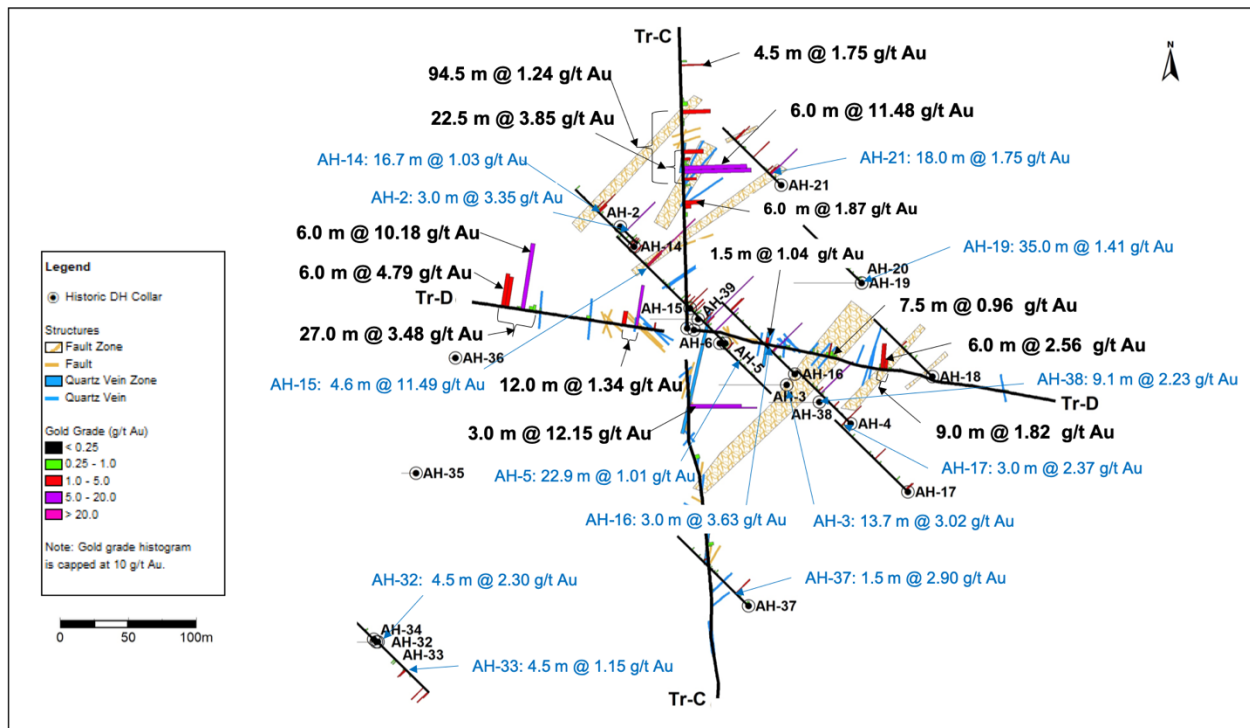 Tr-C
N
4.5 m @ 1.75 g/t Au
94.5 m @ 1.24 g/t Au
22.5 m @ 3.85 g/t Au
6.0 m @ 11.48 g/t Au
AH-14: 16.7 m @ 1.03 g/t Au
AH-21: 18.0 m @ 1.75 g/t Au
AH-21
AH-2: 3.0 m @ 3.35 g/t Au
6.0 m @ 1.87 g/t Au
AH-2
6.0 m @ 10.18 g/t Au
AH-14
1.5 m @ 1.04 g/t Au
AH-19: 35.0 m @ 1.41 g/t Au
6.0 m @ 4.79 g/t Au
AH-20
AH-19
Tr-D
AH-15
AH-39
7.5 m @ 0.96 g/t Au
27.0 m @ 3.48 g/t Au
AH-6
AH-5
6.0 m @ 2.56 g/t Au
AH-36
AH-16
AH-18
AH-15: 4.6 m @ 11.49 g/t Au
12.0 m @ 1.34 g/t Au
AH-3
AH-38: 9.1 m @ 2.23 g/t Au
AH-38
Tr-D
AH-4
3.0 m @ 12.15 g/t Au
9.0 m @ 1.82 g/t Au
AH-35
AH-5: 22.9 m @ 1.01 g/t Au
AH-17: 3.0 m @ 2.37 g/t Au
AH-17
AH-16: 3.0 m @ 3.63 g/t Au
AH-3: 13.7 m @ 3.02 g/t Au
AH-32: 4.5 m @ 2.30 g/t Au
AH-37: 1.5 m @ 2.90 g/t Au
AH-37
AH-34
AH-32
AH-33
AH-33: 4.5 m @ 1.15 g/t Au
Tr-C
Legend
Historic DH Collar
Structures
Fault Zone
Fault
Quartz Vein Zone
Quartz Vein
Gold Grade (g/t Au)
< 0.25
0.25 - 1.0
1.0 - 5.0
5.0 - 20.0
> 20.0
Note: Gold grade histogram
is capped at 10 g/t Au.
0 50 100m